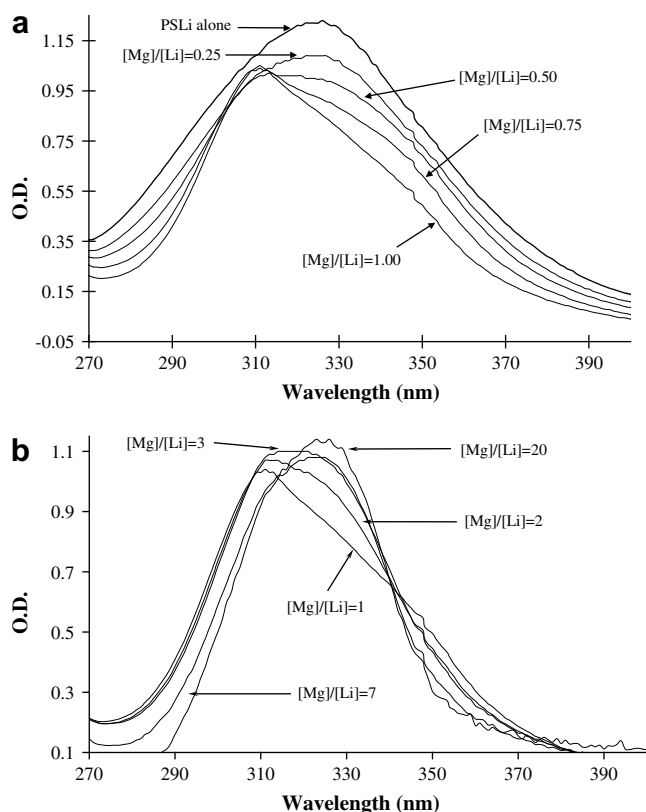 a
PSLi alone
[Mg]/[Li]=0.25
[Mg]/[Li]=0.50
[Mg]/[Li]=0.75
[Mg]/[Li]=1.00
1.15
0.95
0.75
0.55
0.35
0.15
-0.05
O.D.
270 290 310 330 350 370 390
Wavelength (nm)
b
[Mg]/[Li]=3
[Mg]/[Li]=20
[Mg]/[Li]=2
[Mg]/[Li]=1
[Mg]/[Li]=7
1.1
0.9
0.7
0.5
0.3
0.1
O.D.
270 290 310 330 350 370 390
Wavelength (nm)